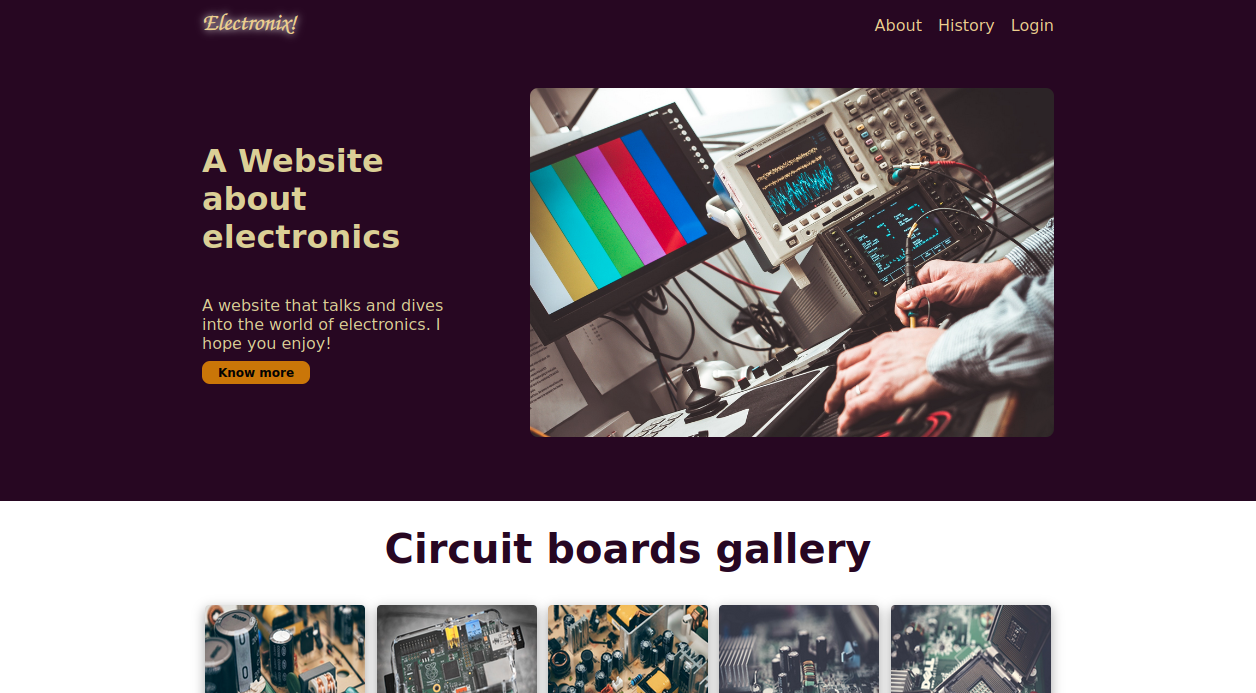 Electronix!
About History Login
A Website
about
electronics
A website that talks and dives
into the world of electronics. I
hope you enjoy!
Know more
Circuit boards gallery
DELL